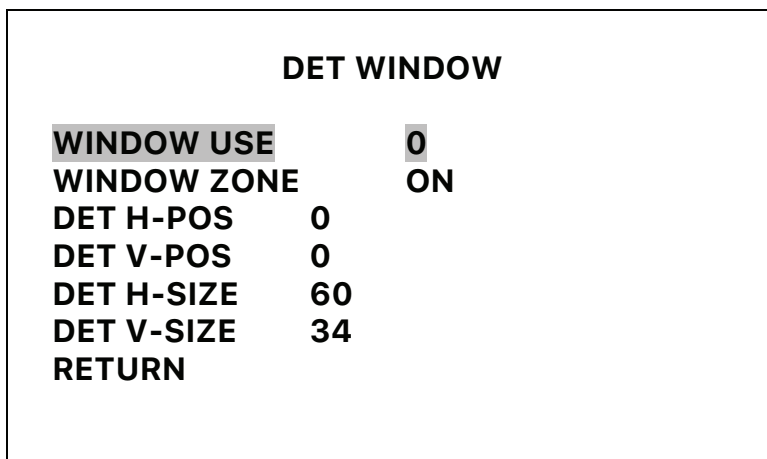 DET WINDOW
WINDOW USE 0
WINDOW ZONE ON
DET H-POS 0
DET V-POS 0
DET H-SIZE 60
DET V-SIZE 34
RETURN